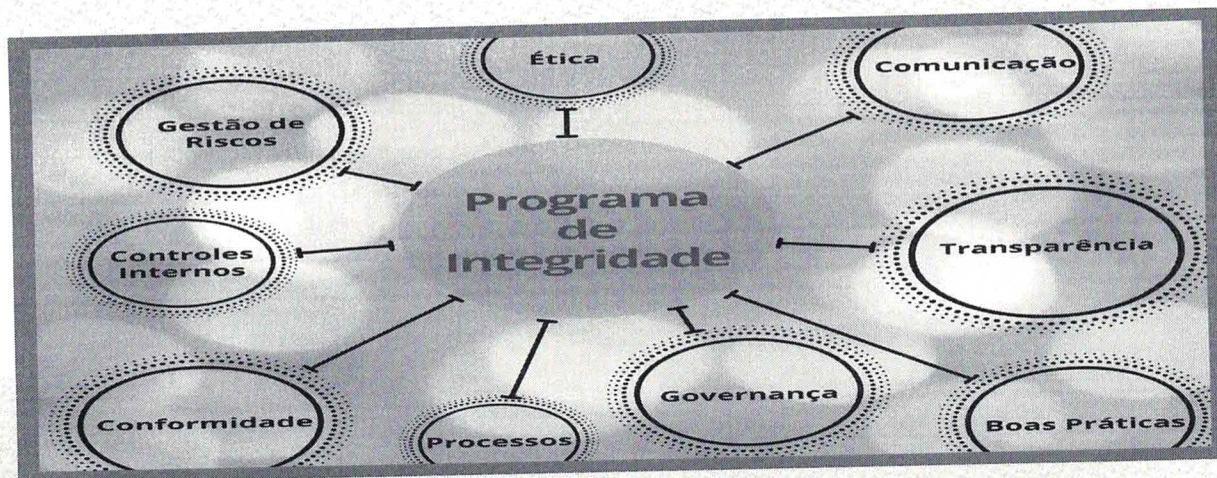 Ética
Comunicação
Gestão de
Riscos
Programa
de
Integridade
Controles
Internos
Transparência
Conformidade
Processos
Governança
Boas Práticas